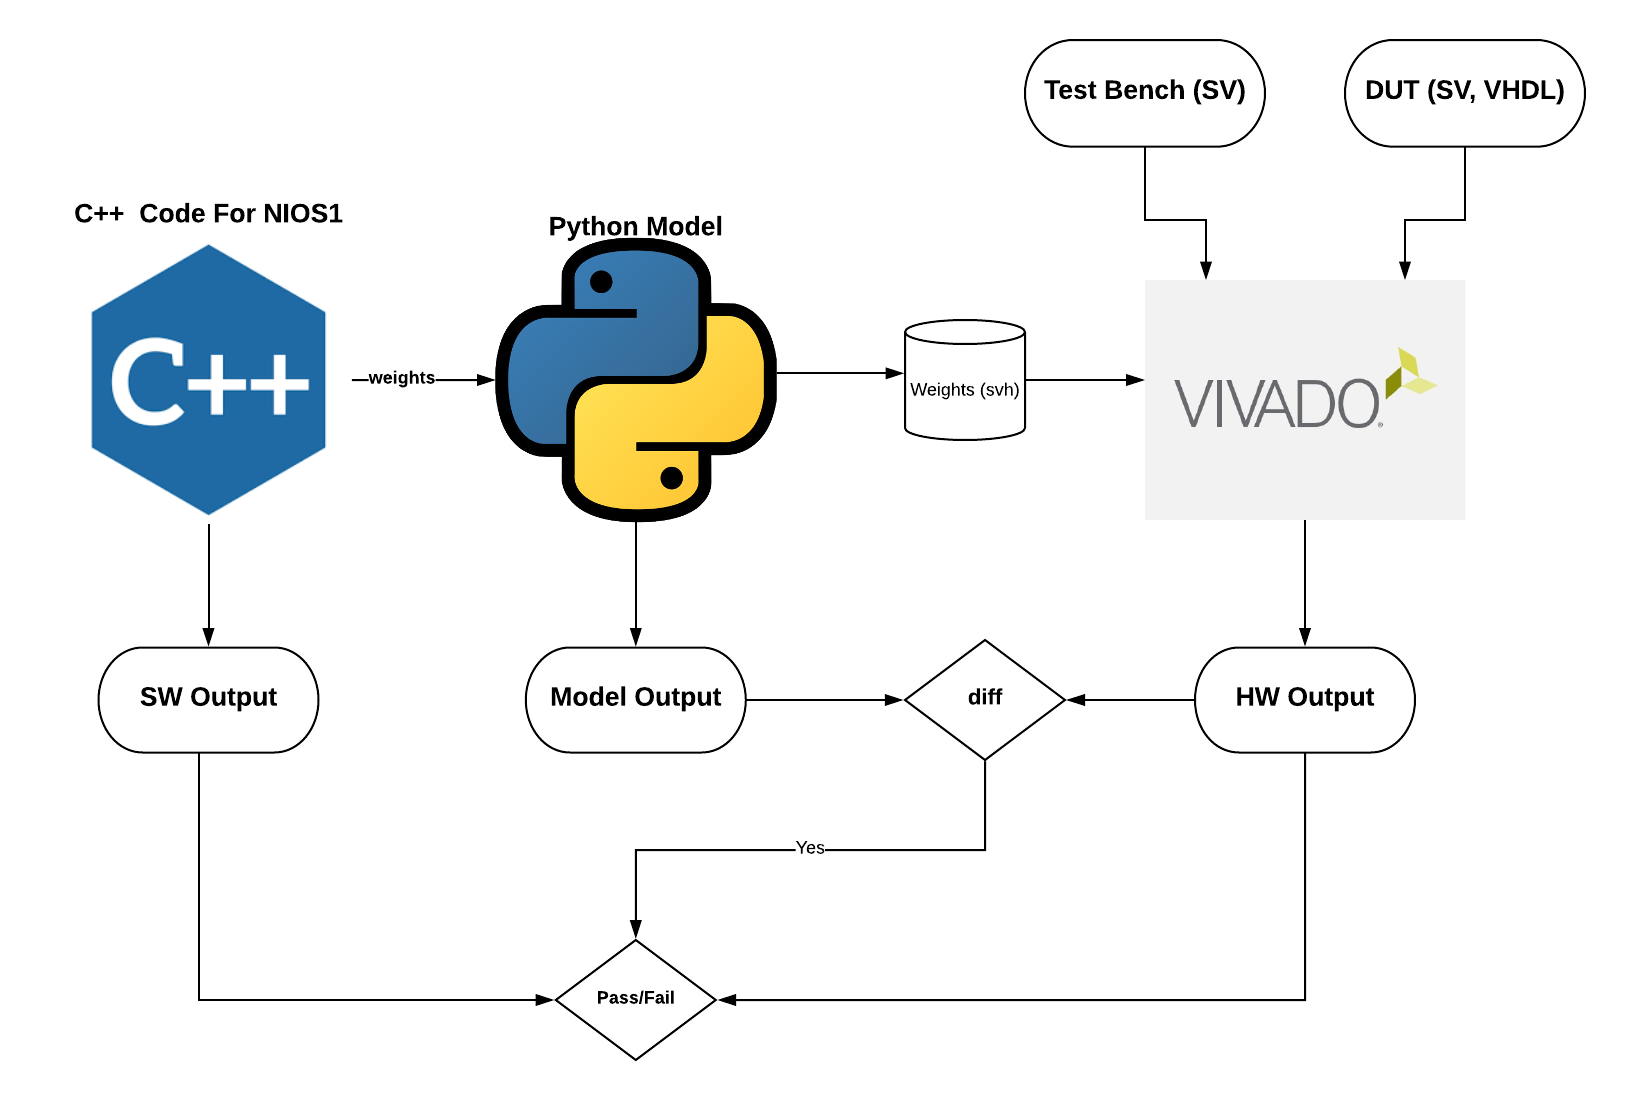 Test Bench (SV)
DUT (SV, VHDL)
C++  Code For NIOS1
Python Model
C++
weights
Weights (svh)
VIVADO®
SW Output
Model Output
diff
HW Output
Yes
Pass/Fail